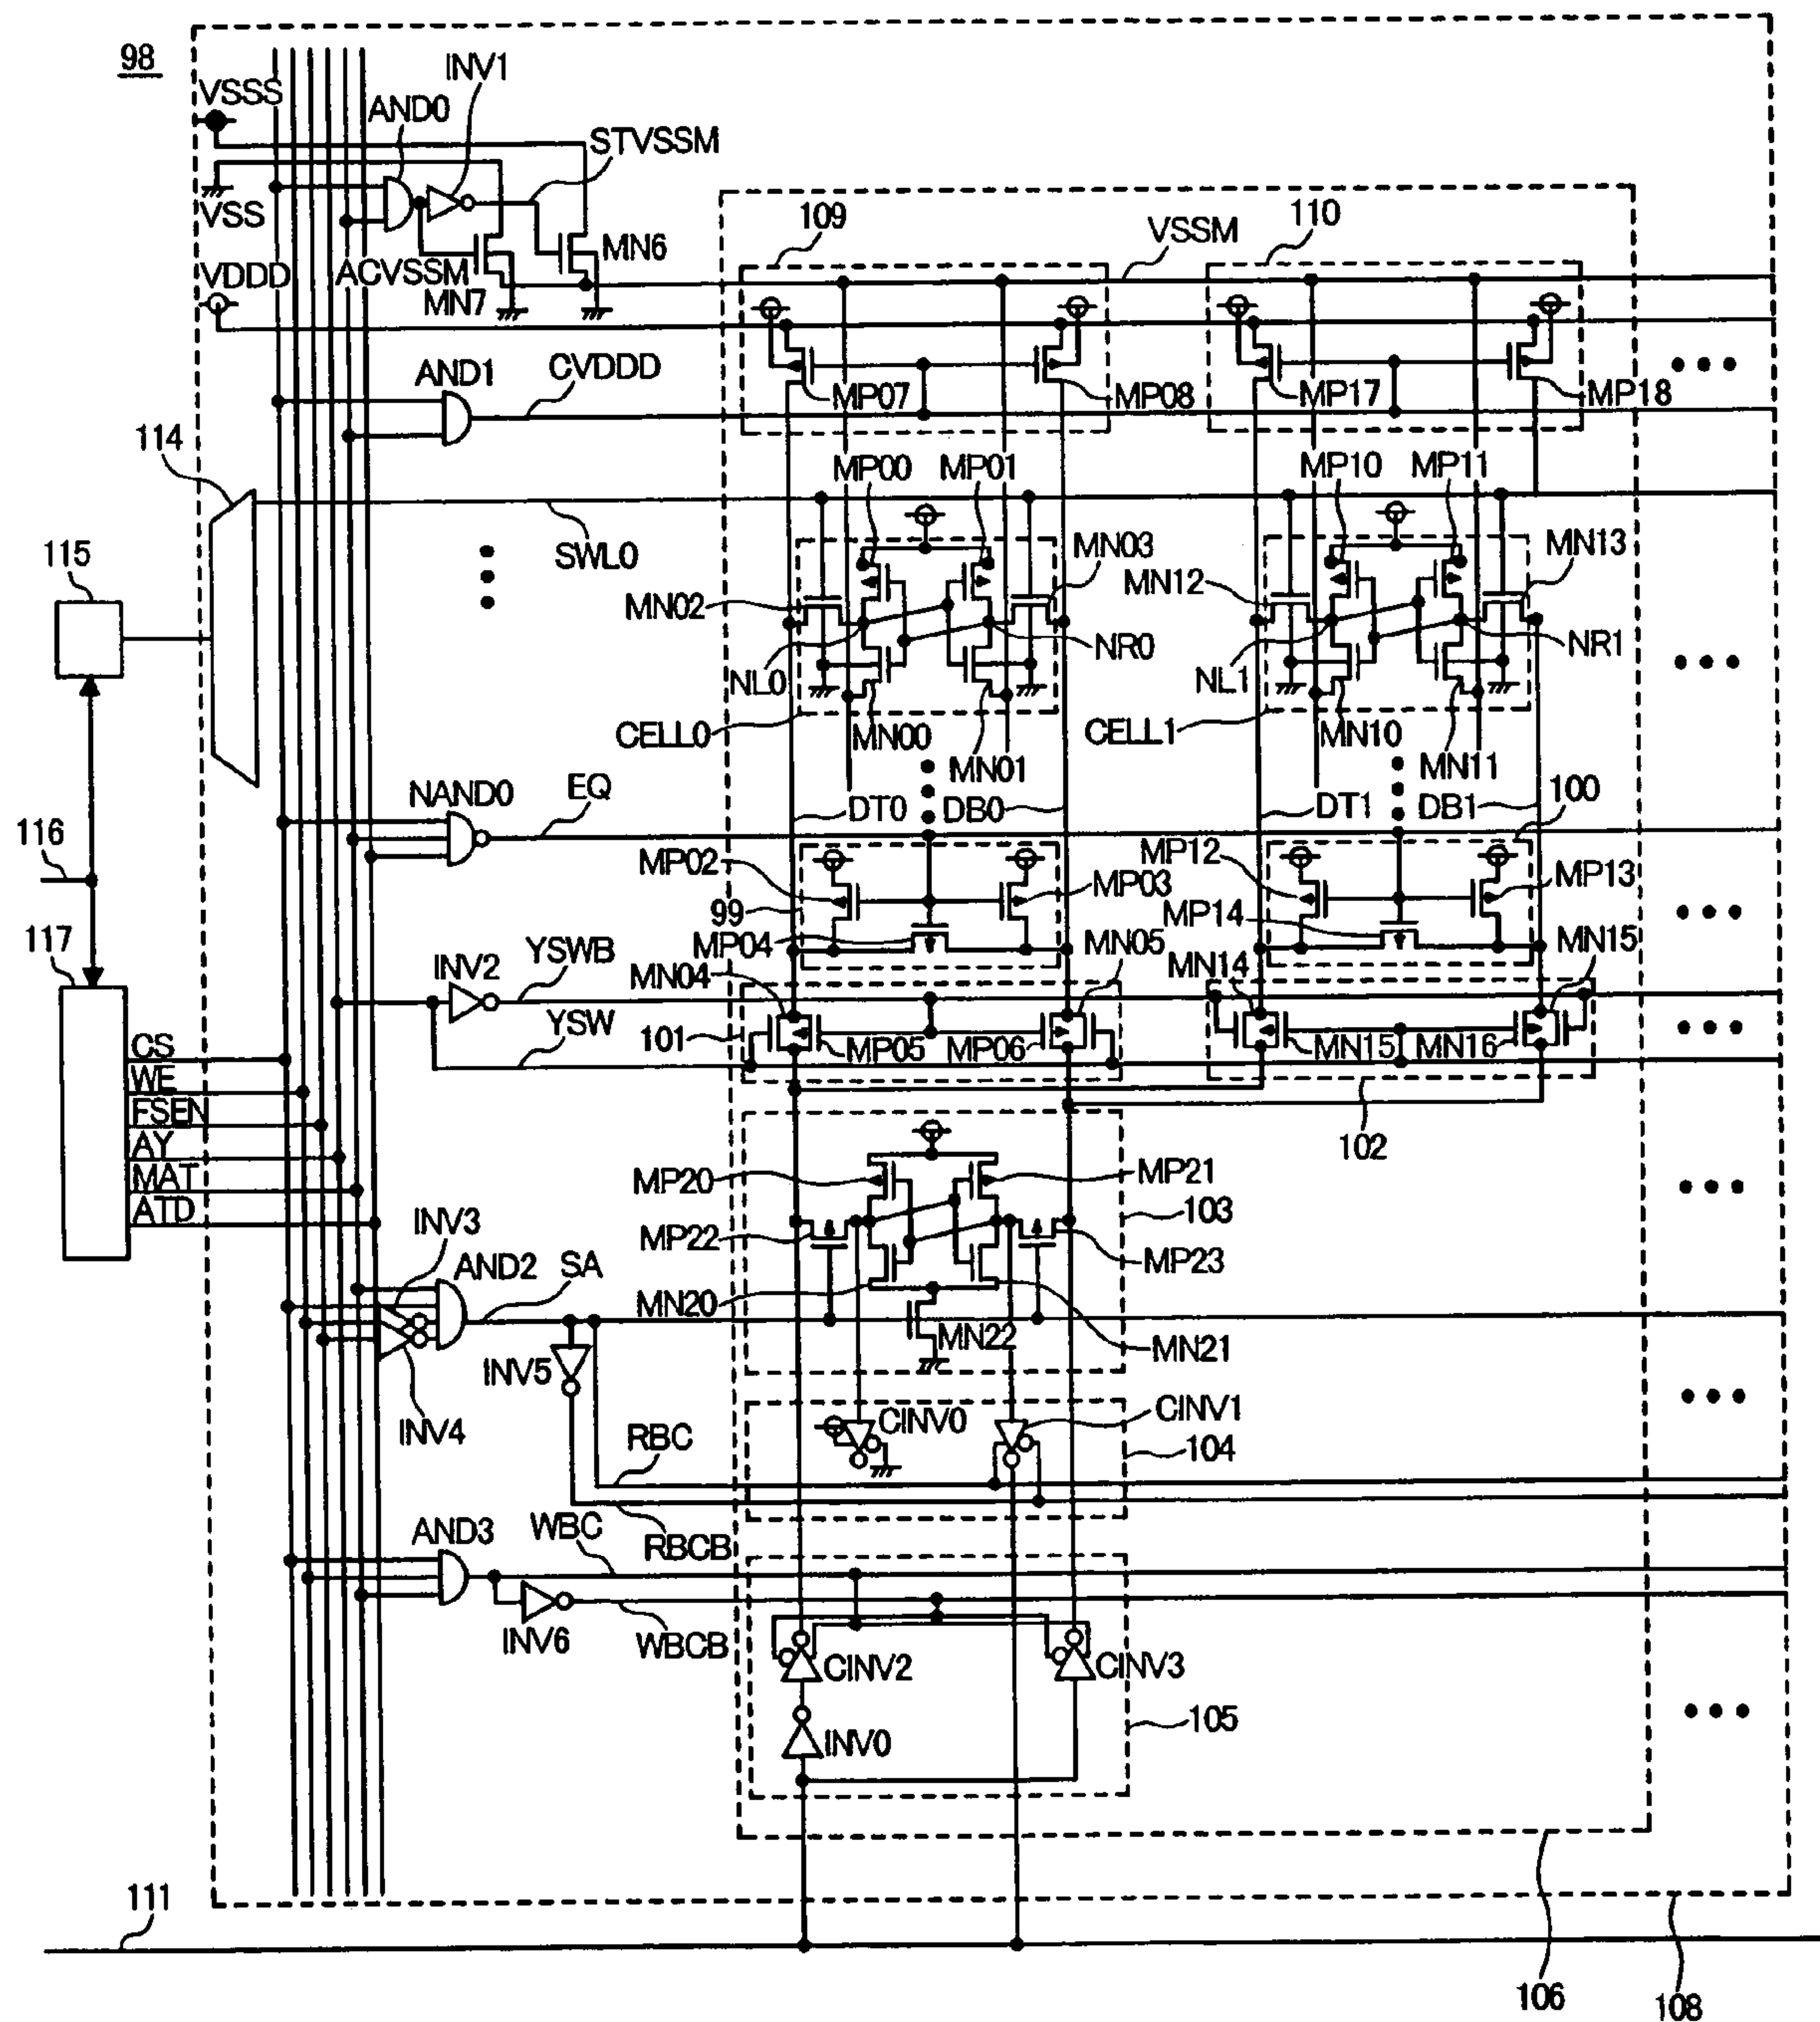 98
VSSS
INV1
AND0
STVSSM
VSS
109
VSSM
110
VDDD
ACVSSM
MN6
MN7
AND1
CVDDD
MP07
MP08
MP17
MP18
114
MP00
MP01
MP10
MP11
115
SWL0
MN03
MN13
MN12
MN02
NR0
NR1
NL0
NL1
CELL0
MN00
CELL1
MN10
MN01
MN11
NAND0
EQ
DT0
DB0
DT1
DB1
100
116
MP02
MP03
MP12
MP13
99
MP14
117
MP04
MN05
MN15
INV2
YSWB
MN04
MN14
CS
YSW
101
MP05
MP06
MN15
MN16
WE
FSEN
102
AY
MP20
MP21
MAT
103
ATD
INV3
MP22
MP23
AND2
SA
MN20
MN22
MN21
INV5
INV4
CINV0
CINV1
RBC
104
AND3
WBC
RBCB
INV6
WBCB
CINV2
CINV3
105
INV0
111
106
108